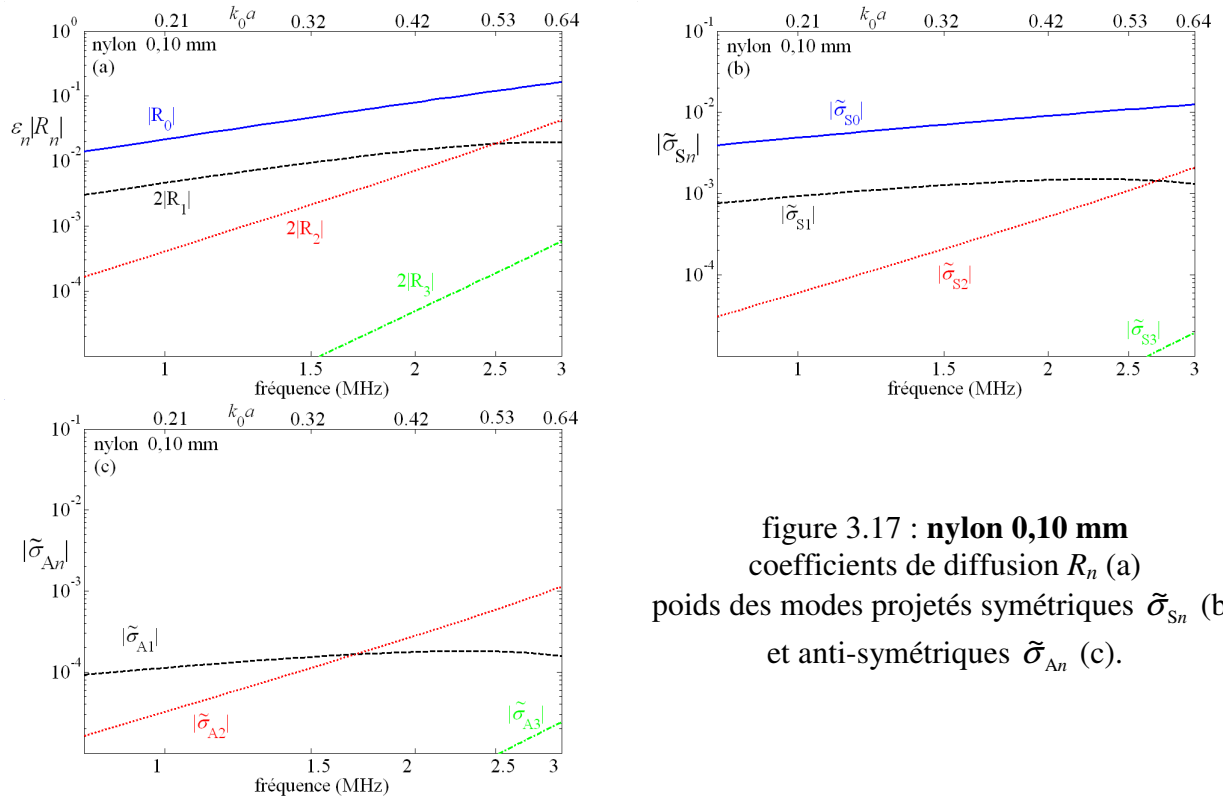 k₀a
0.21 0.32 0.42 0.53 0.64
10⁰
nylon 0,10 mm
(a)
10⁻¹
|R₀|
εₙ|Rₙ|
10⁻²
2|R₁|
10⁻³
2|R₂|
10⁻⁴
2|R₃|
1 1.5 2 2.5 3
fréquence (MHz)
k₀a
0.21 0.32 0.42 0.53 0.64
10⁻¹
nylon 0,10 mm
(b)
|σ̃S0|
10⁻²
|σ̃Sn|
10⁻³
|σ̃S1|
|σ̃S2|
10⁻⁴
|σ̃S3|
1 1.5 2 2.5 3
fréquence (MHz)
0.21 k₀a 0.32 0.42 0.53 0.64
10⁻¹
nylon 0,10 mm
(c)
10⁻²
|σ̃An|
10⁻³
|σ̃A1|
10⁻⁴
|σ̃A2|
|σ̃A3|
1 1.5 2 2.5 3
fréquence (MHz)
figure 3.17 : nylon 0,10 mm
coefficients de diffusion Rₙ (a)
poids des modes projetés symétriques σ̃Sn (b
et anti-symétriques σ̃An (c).